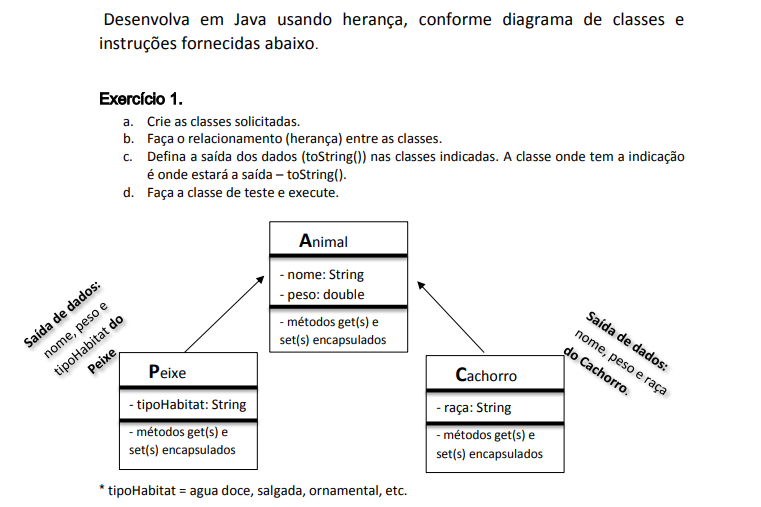 Desenvolva em Java usando herança, conforme diagrama de classes e
instruções fornecidas abaixo.
Exercício 1.
a. Crie as classes solicitadas.
b. Faça o relacionamento (herança) entre as classes.
c. Defina a saída dos dados (toString()) nas classes indicadas. A classe onde tem a indicação
é onde estará a saída – toString().
d. Faça a classe de teste e execute.
Animal
- nome: String
- peso: double
- métodos get(s) e
set(s) encapsulados
Saída de dados:
nome, peso e
tipoHabitat do
Peixe
Peixe
- tipoHabitat: String
- métodos get(s) e
set(s) encapsulados
Saída de dados:
nome, peso e raça
do Cachorro.
Cachorro
- raça: String
- métodos get(s) e
set(s) encapsulados
* tipoHabitat = agua doce, salgada, ornamental, etc.